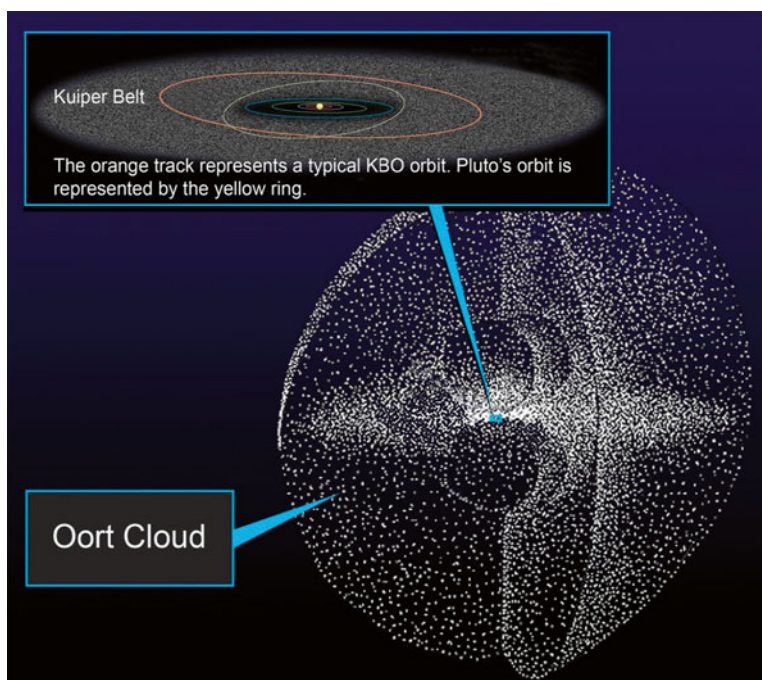 Kuiper Belt
The orange track represents a typical KBO orbit. Pluto's orbit is
represented by the yellow ring.
Oort Cloud